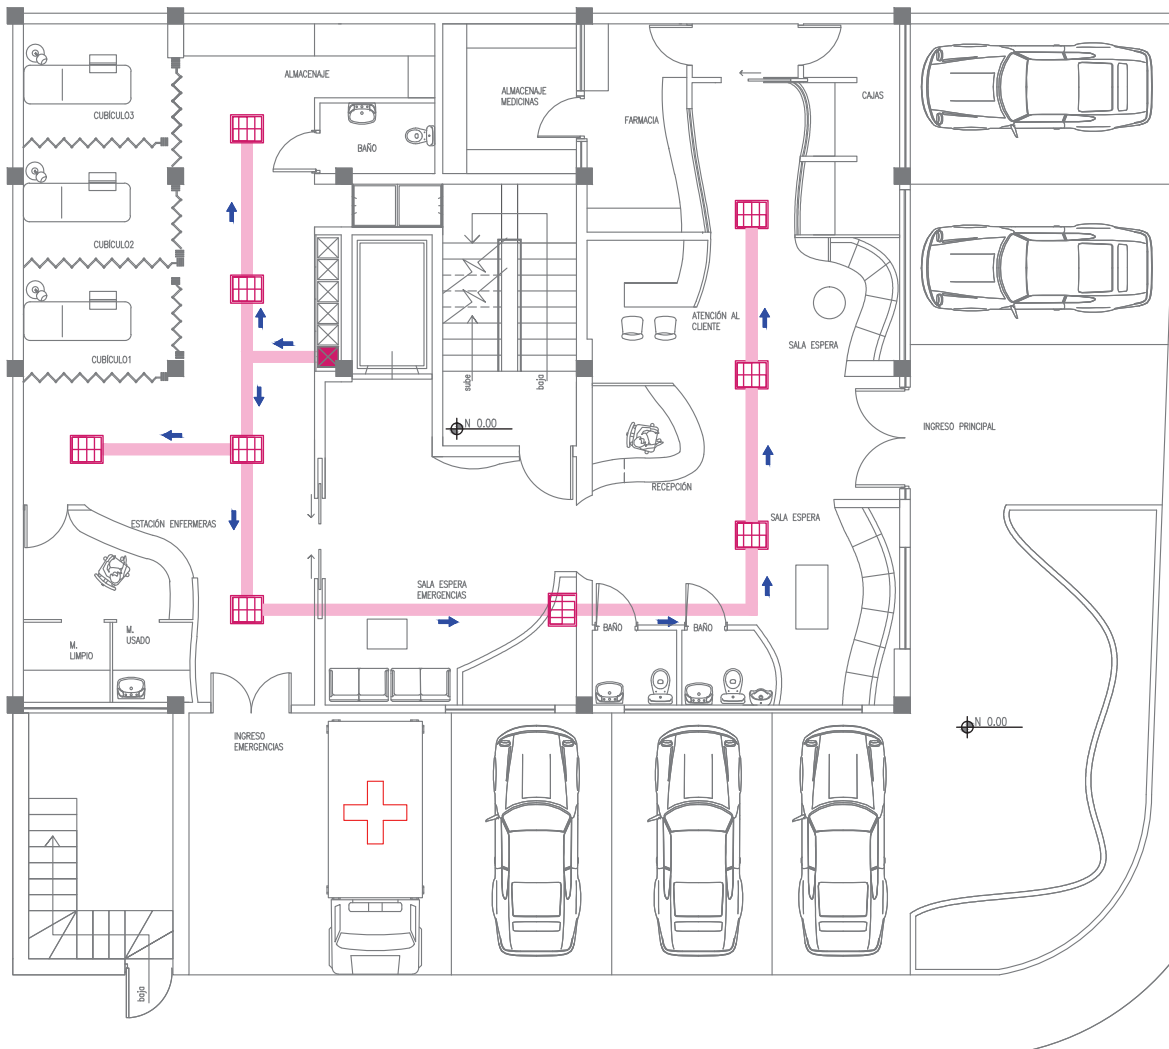 ALMACENAJE
ALMACENAJE
MEDICINAS
CAJAS
CUBÍCULO3
FARMACIA
BAÑO
CUBÍCULO2
ATENCIÓN AL
CLIENTE
SALA ESPERA
CUBÍCULO1
sube
baja
N 0.00
INGRESO PRINCIPAL
RECEPCIÓN
ESTACIÓN ENFERMERAS
SALA ESPERA
SALA ESPERA
EMERGENCIAS
BAÑO
BAÑO
M.
USADO
M.
LIMPIO
N 0.00
INGRESO
EMERGENCIAS
baja